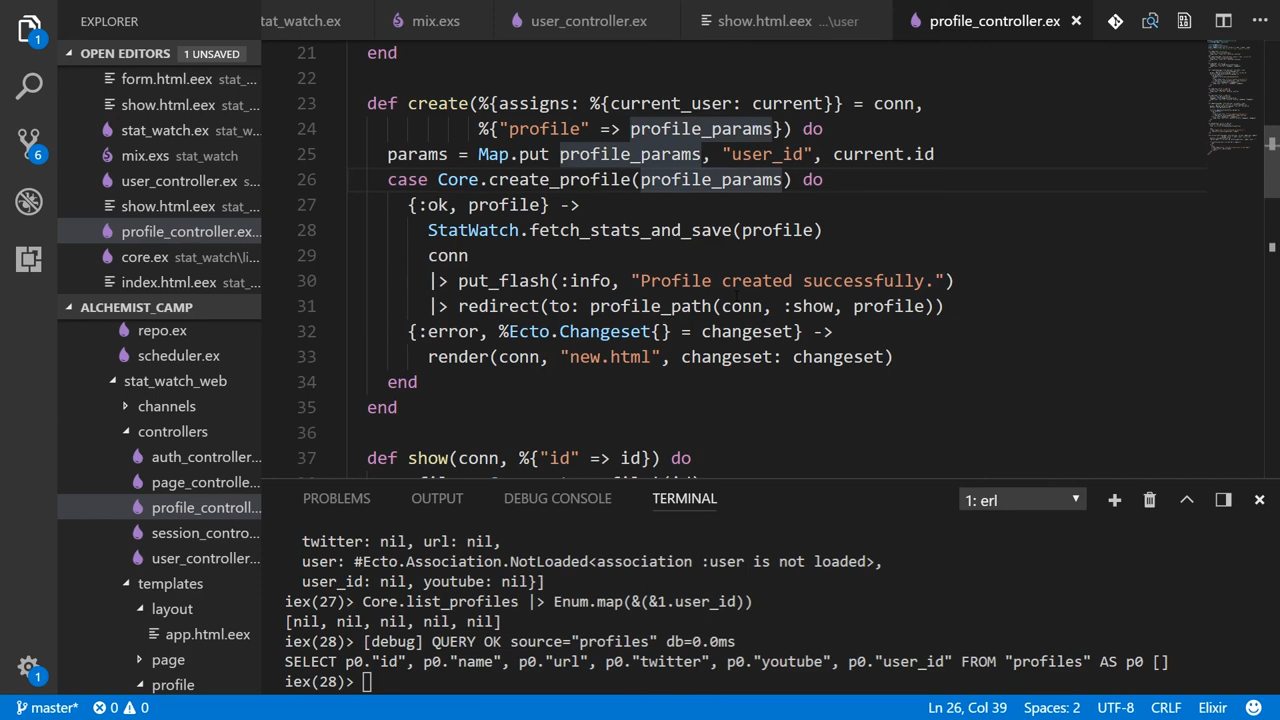 EXPLORER
tat_watch.ex
mix.exs
user_controller.ex
show.html.eex ...\user
profile_controller.ex
OPEN EDITORS 1 UNSAVED
form.html.eex stat_w...
show.html.eex stat_...
stat_watch.ex stat_w...
mix.exs stat_watch
user_controller.ex stat...
show.html.eex stat_...
profile_controller.ex...
core.ex stat_watch\li...
index.html.eex stat_...
ALCHEMIST_CAMP
repo.ex
scheduler.ex
stat_watch_web
channels
controllers
auth_controller...
page_controlle...
profile_controll...
session_contro...
user_controller...
templates
layout
app.html.eex
page
profile
1
6
1
21 end
22
23 def create(%{assigns: %{current_user: current}} = conn,
24 %{"profile" => profile_params}) do
25 params = Map.put profile_params, "user_id", current.id
26 case Core.create_profile(profile_params) do
27 {:ok, profile} ->
28 StatWatch.fetch_stats_and_save(profile)
29 conn
30 |> put_flash(:info, "Profile created successfully.")
31 |> redirect(to: profile_path(conn, :show, profile))
32 {:error, %Ecto.Changeset{} = changeset} ->
33 render(conn, "new.html", changeset: changeset)
34 end
35 end
36
37 def show(conn, %{"id" => id}) do
PROBLEMS OUTPUT DEBUG CONSOLE TERMINAL 1: erl
twitter: nil, url: nil,
user: #Ecto.Association.NotLoaded<association :user is not loaded>,
user_id: nil, youtube: nil}]
iex(27)> Core.list_profiles |> Enum.map(&(&1.user_id))
[nil, nil, nil, nil, nil]
iex(28)> [debug] QUERY OK source="profiles" db=0.0ms
SELECT p0."id", p0."name", p0."url", p0."twitter", p0."youtube", p0."user_id" FROM "profiles" AS p0 []
iex(28)>
master* 0 0 Ln 26, Col 39 Spaces: 2 UTF-8 CRLF Elixir